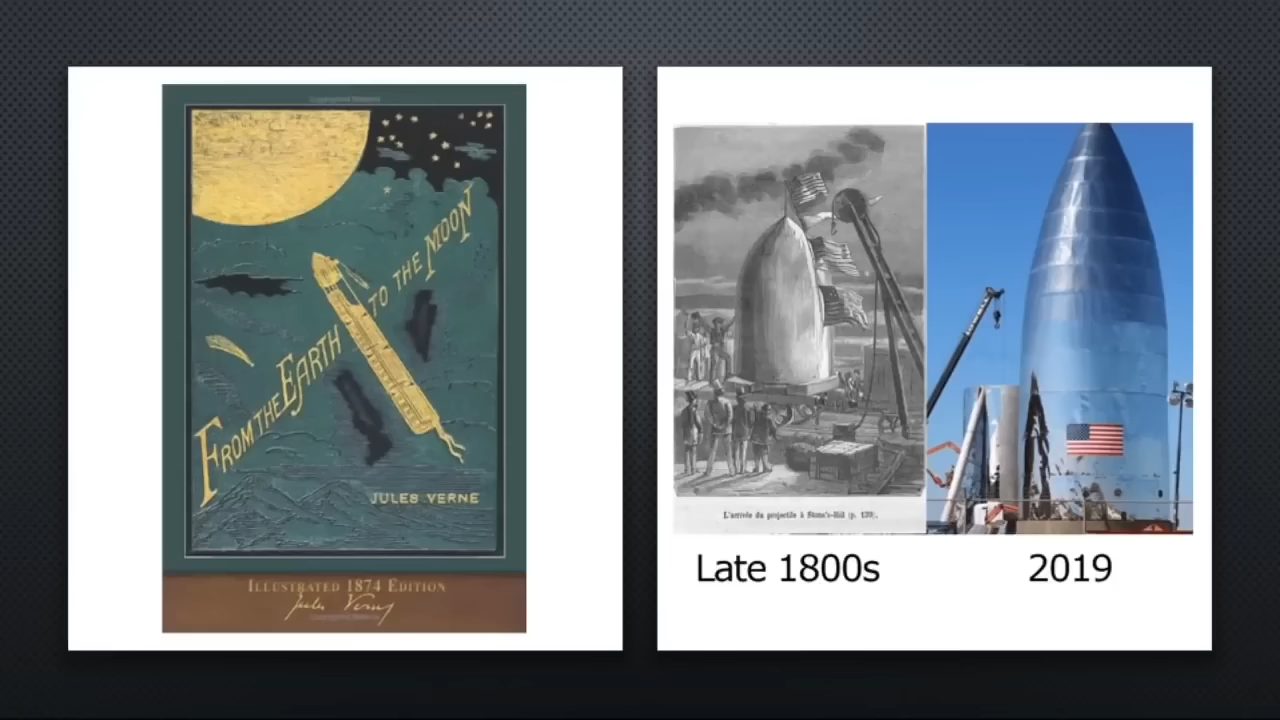 FROM THE EARTH TO THE MOON
JULES VERNE
ILLUSTRATED 1874 EDITION
Jules Verne
L'arrivée du projectile à Stone's-Hill (p. 139).
Late 1800s
2019